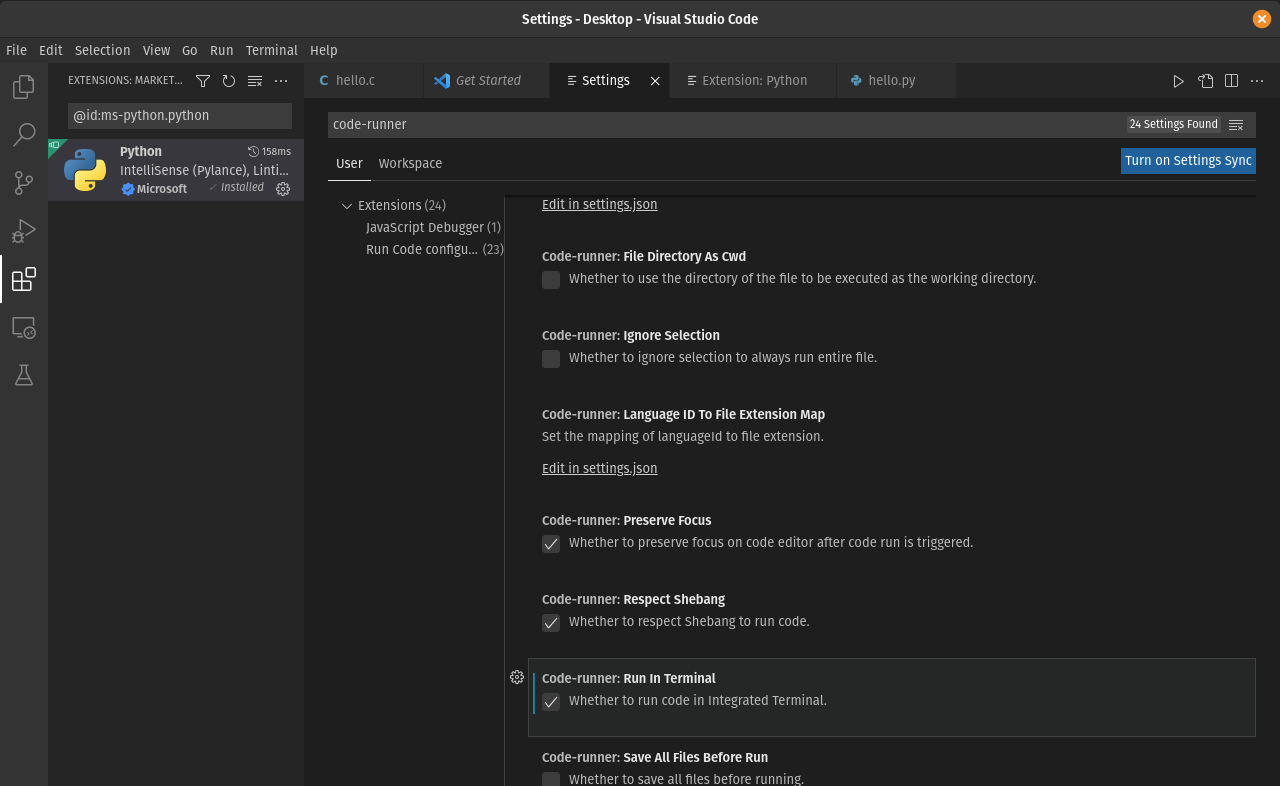 Settings - Desktop - Visual Studio Code
File Edit Selection View Go Run Terminal Help
EXTENSIONS: MARKET...
hello.c
Get Started
Settings
Extension: Python
hello.py
@id:ms-python.python
Python
158ms
IntelliSense (Pylance), Linti...
Microsoft
Installed
code-runner
24 Settings Found
User
Workspace
Turn on Settings Sync
Extensions (24)
JavaScript Debugger (1)
Run Code configu... (23)
Edit in settings.json
Code-runner: File Directory As Cwd
Whether to use the directory of the file to be executed as the working directory.
Code-runner: Ignore Selection
Whether to ignore selection to always run entire file.
Code-runner: Language ID To File Extension Map
Set the mapping of languageId to file extension.
Edit in settings.json
Code-runner: Preserve Focus
Whether to preserve focus on code editor after code run is triggered.
Code-runner: Respect Shebang
Whether to respect Shebang to run code.
Code-runner: Run In Terminal
Whether to run code in Integrated Terminal.
Code-runner: Save All Files Before Run
Whether to save all files before running.